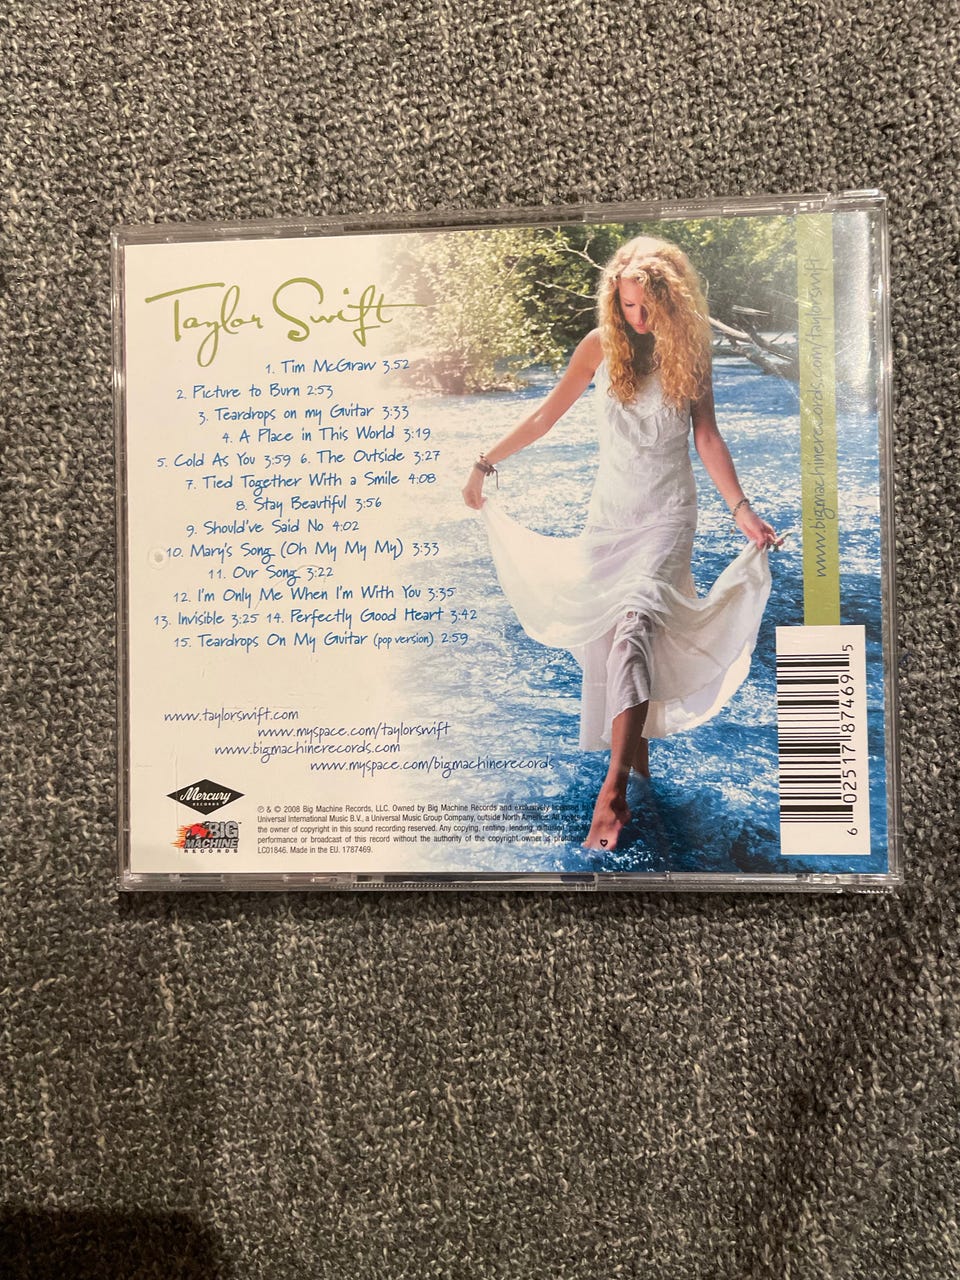 Taylor Swift
1. Tim McGraw 3:52
2. Picture to Burn 2:53
3. Teardrops on my Guitar 3:33
4. A Place in This World 3:19
5. Cold As You 3:59 6. The Outside 3:27
7. Tied Together With a Smile 4:08
8. Stay Beautiful 3:56
9. Should've Said No 4:02
10. Mary's Song (Oh My My My) 3:33
11. Our Song 3:22
12. I'm Only Me When I'm With You 3:35
13. Invisible 3:25 14. Perfectly Good Heart 3:42
15. Teardrops On My Guitar (pop version) 2:59
www.taylorswift.com
www.myspace.com/taylorswift
www.bigmachinerecords.com
www.myspace.com/bigmachinerecords
Mercury
RECORDS
BIG
MACHINE
RECORDS
℗ & © 2008 Big Machine Records, LLC. Owned by Big Machine Records and exclusively licensed to
Universal International Music B.V., a Universal Music Group Company, outside North America. All rights of
the owner of copyright in this sound recording reserved. Any copying, renting, lending, diffusion, public
performance or broadcast of this record without the authority of the copyright owner is prohibited.
LC01846. Made in the EU. 1787469.
www.bigmachinerecords.com/taylorswift
6 02517 87469 5